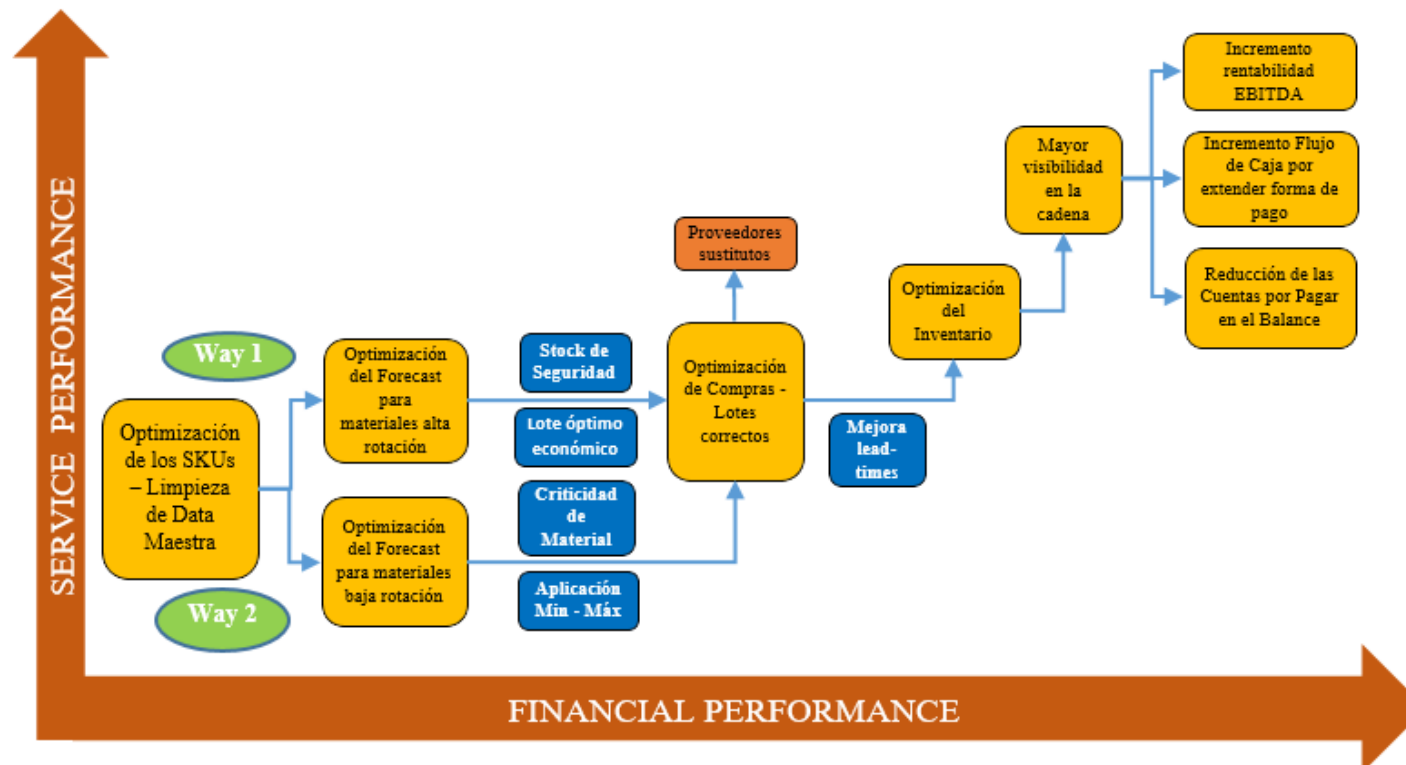 SERVICE PERFORMANCE
Way 1
Way 2
Optimización
de los SKUs
– Limpieza
de Data
Maestra
Optimización
del Forecast
para
materiales alta
rotación
Optimización
del Forecast
para materiales
baja rotación
Stock de
Seguridad
Lote óptimo
económico
Criticidad
de
Material
Aplicación
Min - Máx
Proveedores
sustitutos
Optimización
de Compras -
Lotes
correctos
Mejora
lead-
times
Optimización
del
Inventario
Mayor
visibilidad
en la
cadena
Incremento
rentabilidad
EBITDA
Incremento Flujo
de Caja por
extender forma de
pago
Reducción de las
Cuentas por Pagar
en el Balance
FINANCIAL PERFORMANCE